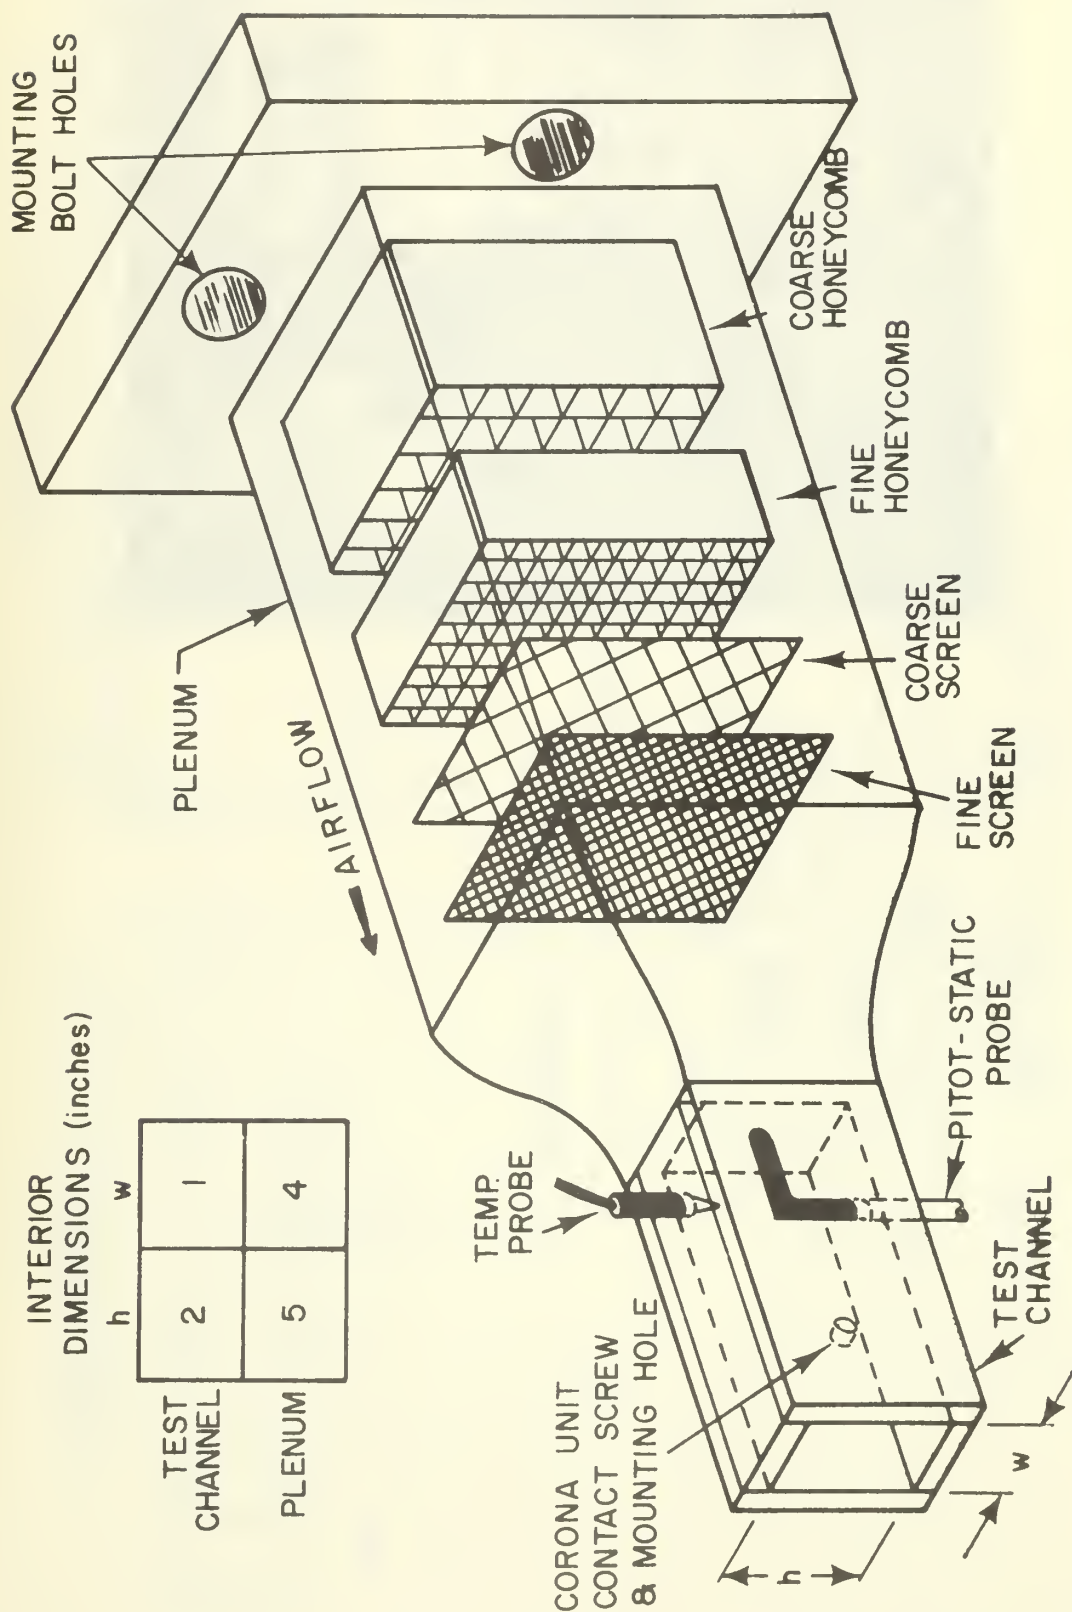 INTERIOR
DIMENSIONS (inches)
h w
TEST
CHANNEL 2 1
PLENUM 5 4
MOUNTING
BOLT HOLES
PLENUM
AIRFLOW
COARSE
HONEYCOMB
FINE
HONEYCOMB
COARSE
SCREEN
FINE
SCREEN
TEMP.
PROBE
PITOT-STATIC
PROBE
CORONA UNIT
CONTACT SCREW
& MOUNTING HOLE
TEST
CHANNEL
h
w